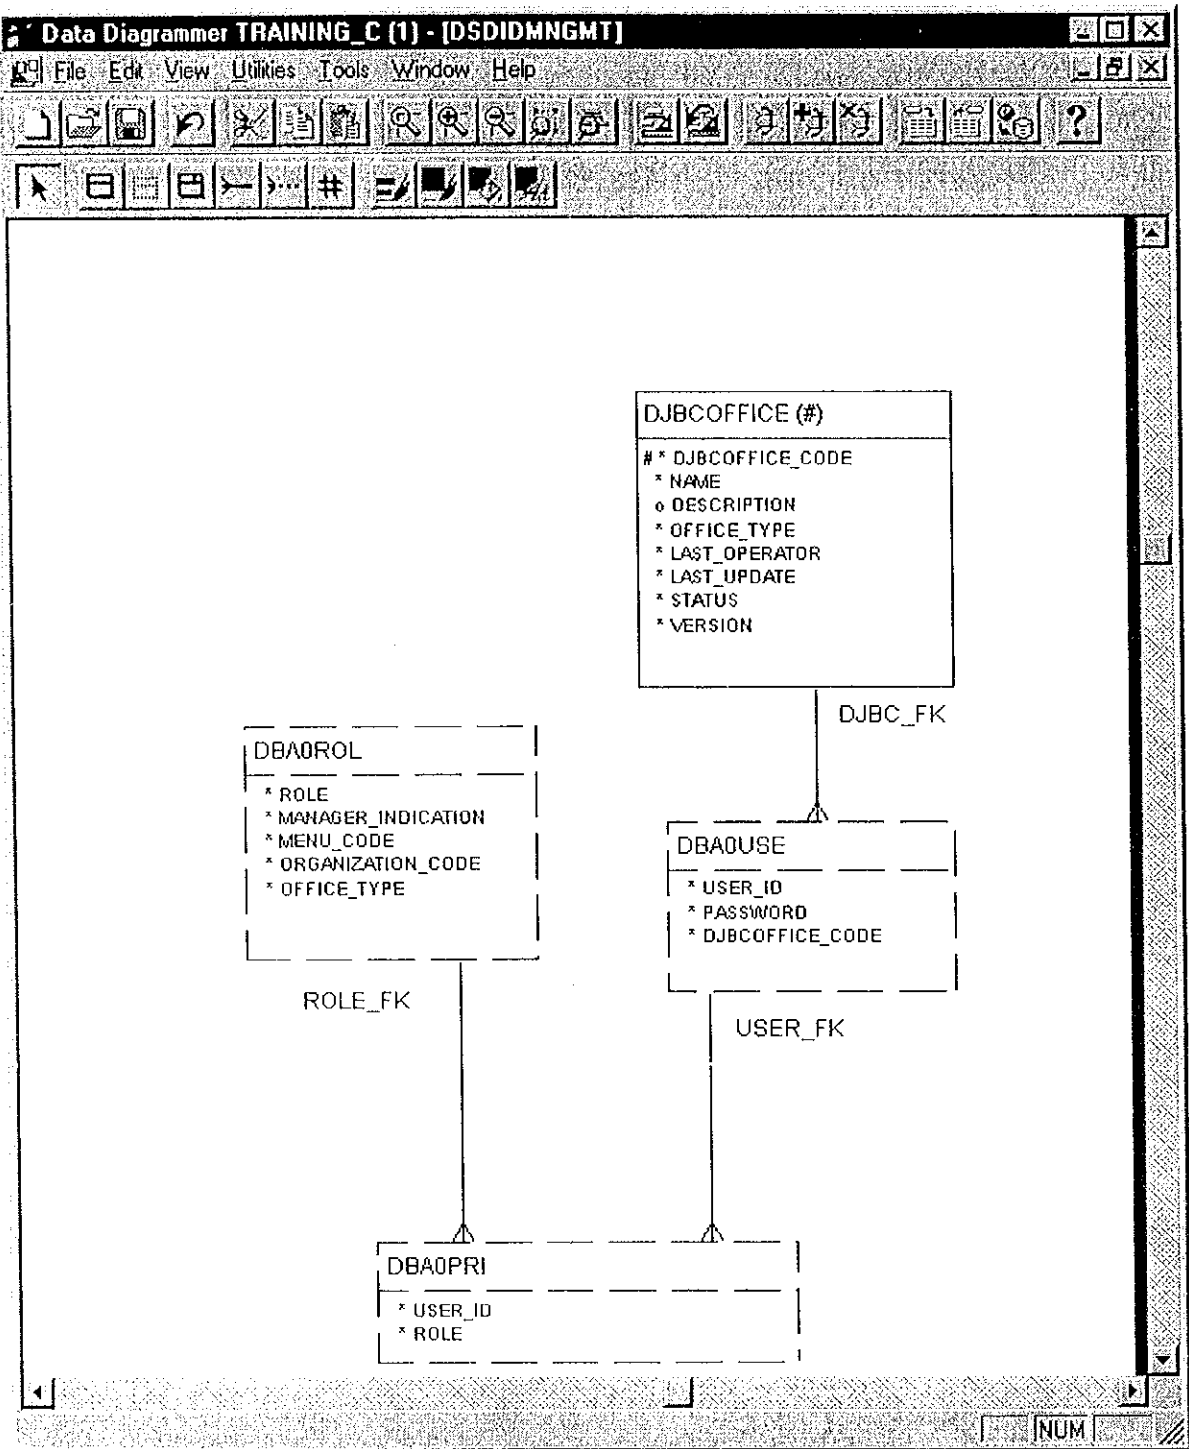 Data Diagrammer TRAINING_C (1) - [DSDIDMNGMT]
File Edit View Utilities Tools Window Help
DJBCOFFICE (#)
# * DJBCOFFICE_CODE
* NAME
o DESCRIPTION
* OFFICE_TYPE
* LAST_OPERATOR
* LAST_UPDATE
* STATUS
* VERSION
DJBC_FK
DBA0ROL
* ROLE
* MANAGER_INDICATION
* MENU_CODE
* ORGANIZATION_CODE
* OFFICE_TYPE
DBA0USE
* USER_ID
* PASSWORD
* DJBCOFFICE_CODE
ROLE_FK
USER_FK
DBA0PRI
* USER_ID
* ROLE
NUM